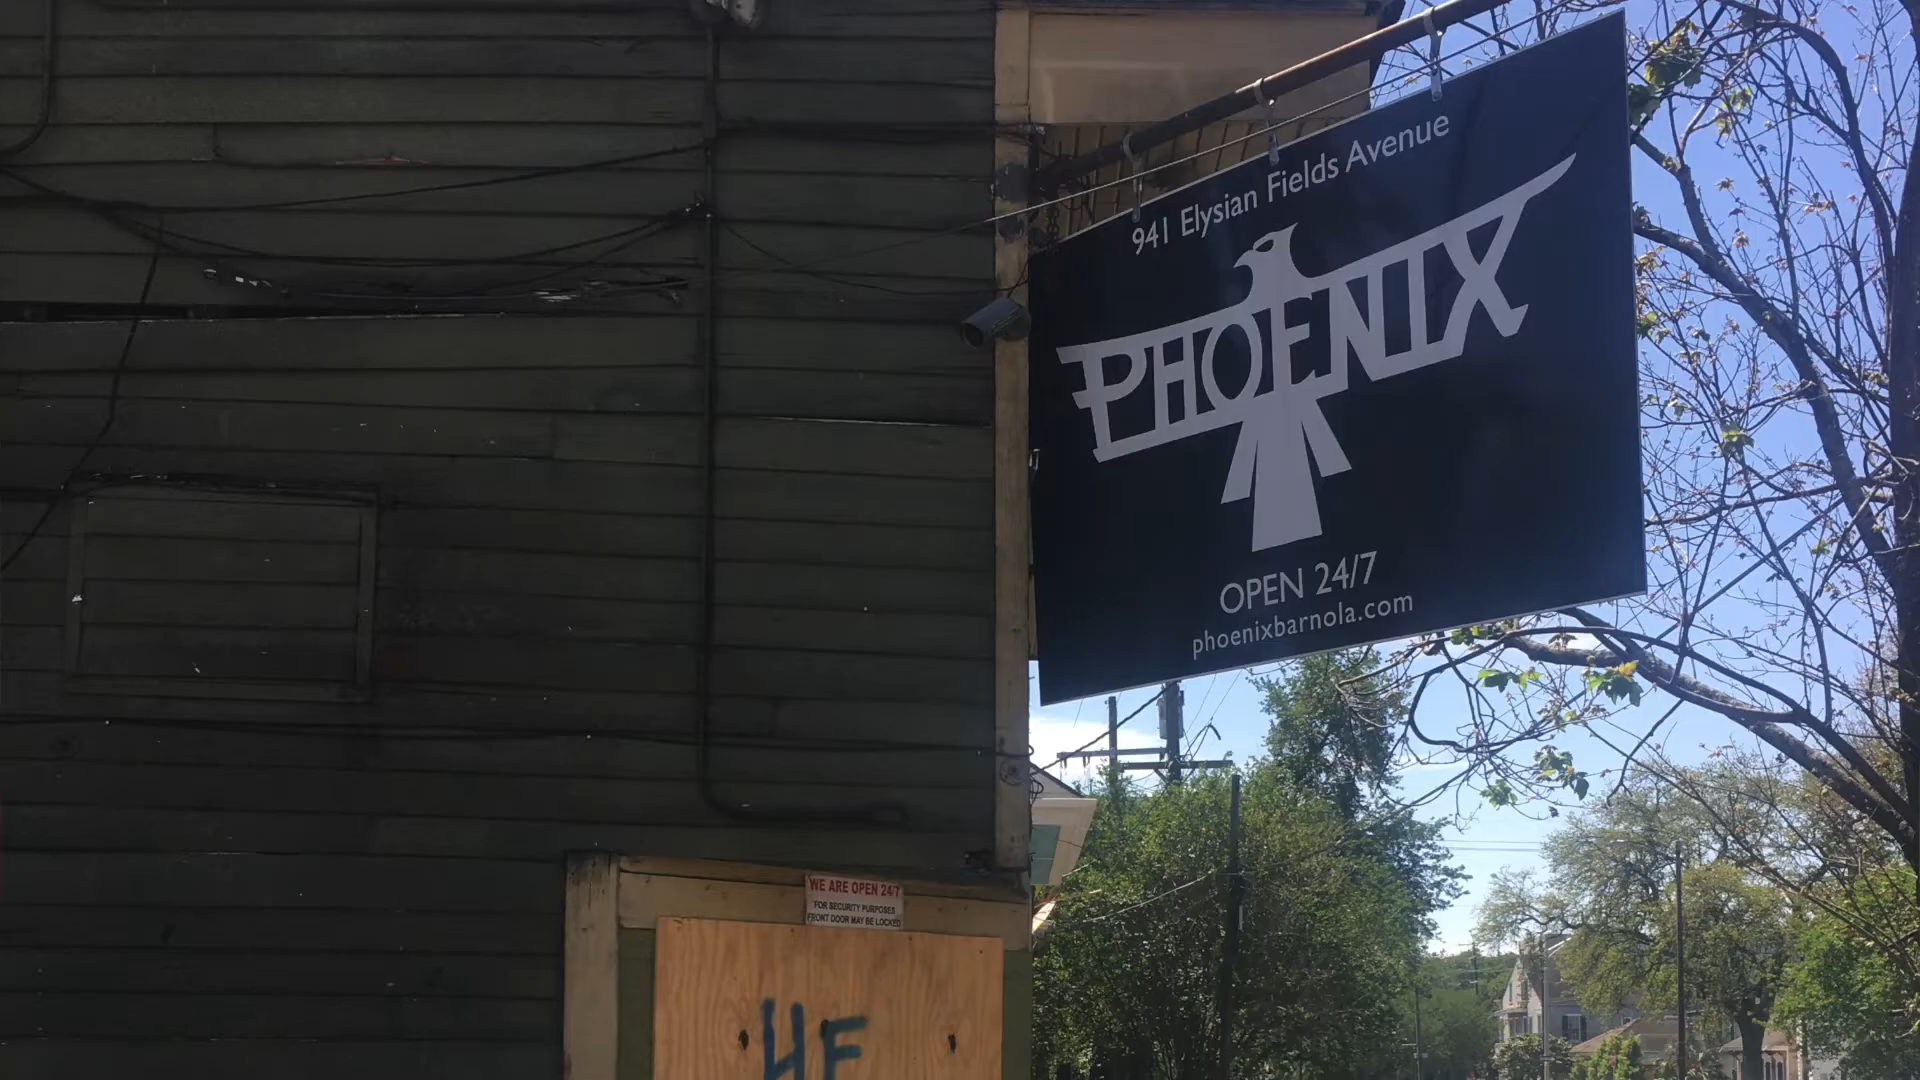 941 Elysian Fields Avenue
PHOENIX
OPEN 24/7
phoenixbarnola.com
WE ARE OPEN 24/7
FOR SECURITY PURPOSES
FRONT DOOR MAY BE LOCKED